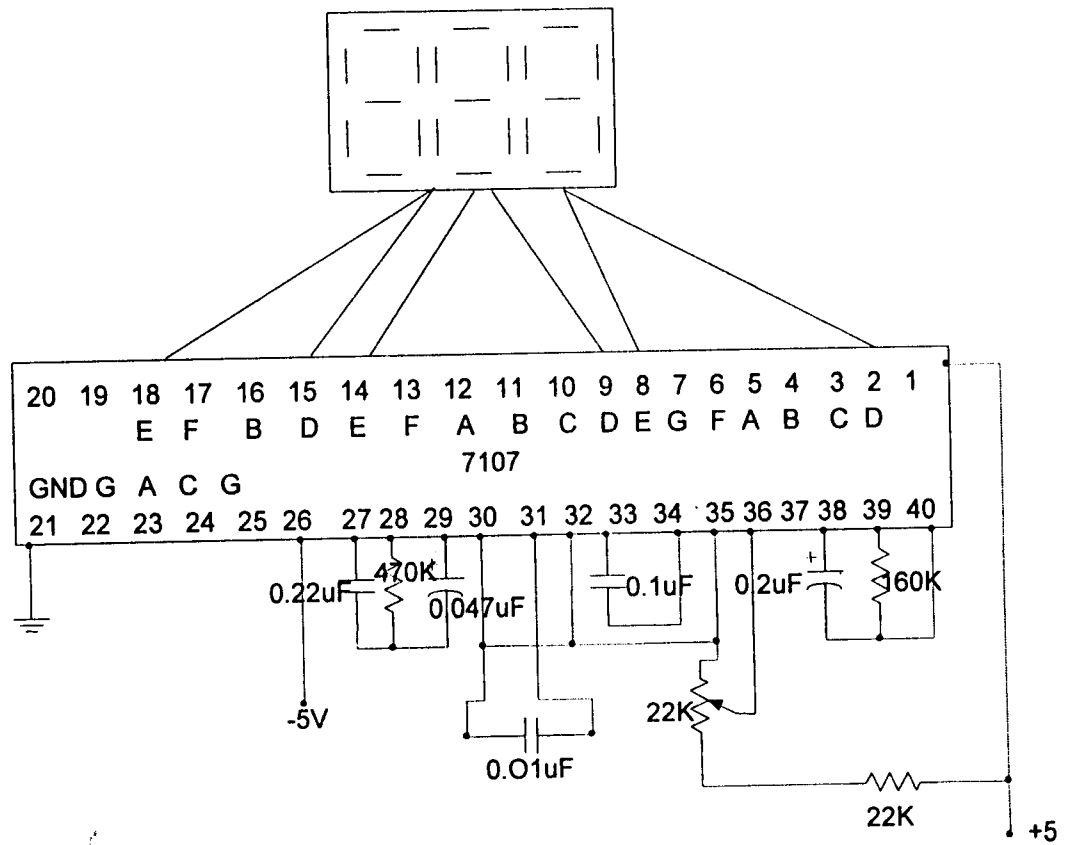 20 19 18 17 16 15 14 13 12 11 10 9 8 7 6 5 4 3 2 1
E F B D E F A B C D E G F A B C D
7107
GND G A C G
21 22 23 24 25 26 27 28 29 30 31 32 33 34 35 36 37 38 39 40
0.22uF 470K + 0.047uF 0.1uF + 0.2uF 160K
-5V
22K
0.O1uF
22K
+5